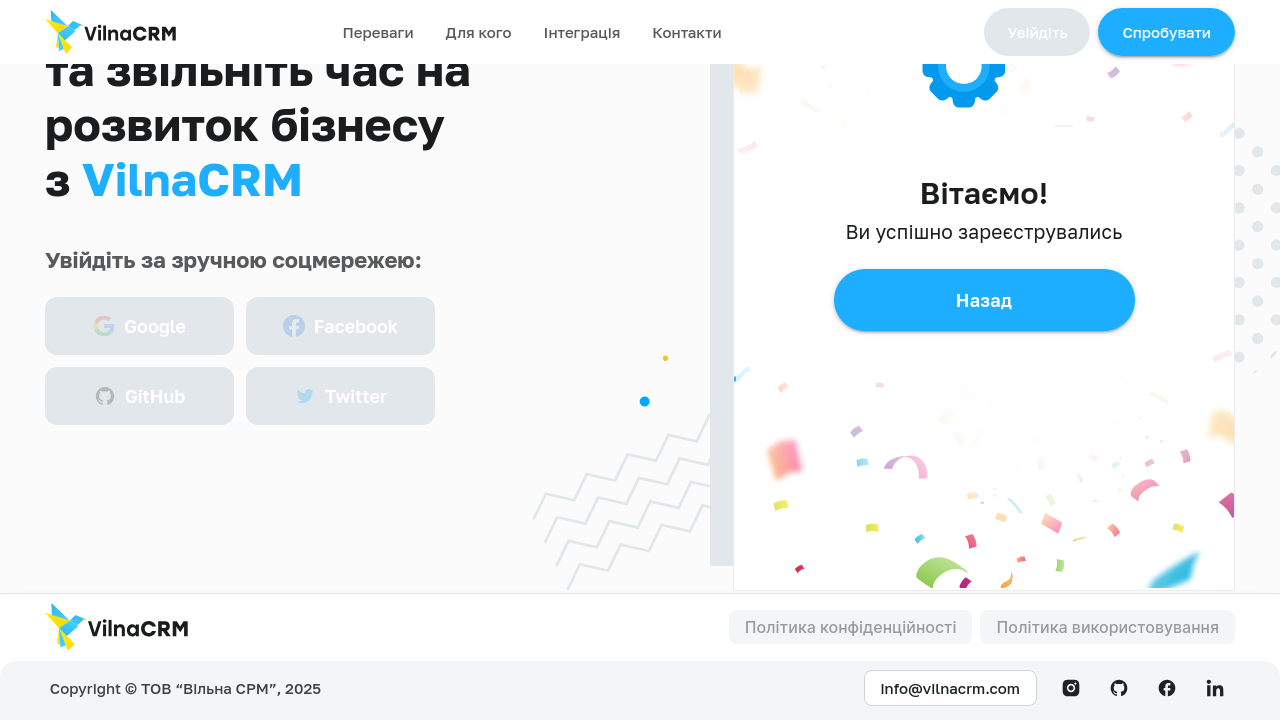 VilnaCRM
Переваги
Для кого
Інтеграція
Контакти
Увійдіть
Спробувати
та звільніть час на
розвиток бізнесу
з VilnaCRM
Увійдіть за зручною соцмережею:
Google
Facebook
GitHub
Twitter
Вітаємо!
Ви успішно зареєструвались
Назад
VilnaCRM
Політика конфіденційності
Політика використовування
Copyright © ТОВ “Вільна СРМ”, 2025
info@vilnacrm.com